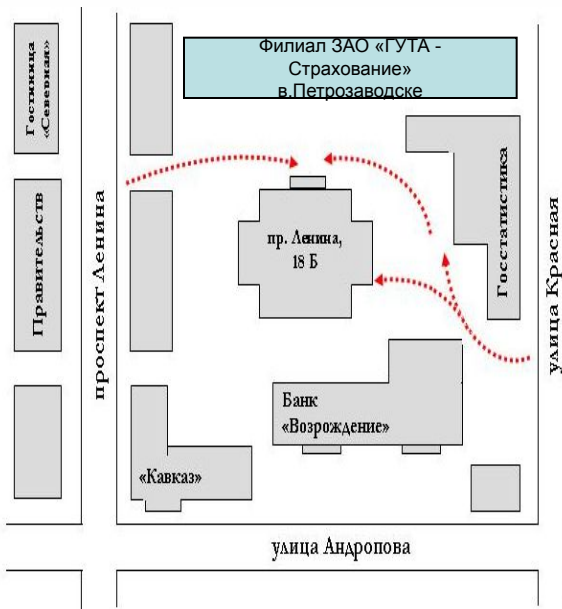 Филиал ЗАО «ГУТА -
Страхование»
в.Петрозаводске
Гостиница
«Северная»
Правительств
проспект Ленина
пр. Ленина,
18 Б
Госстатистика
улица Красная
Банк
«Возрождение»
«Кавказ»
улица Андропова